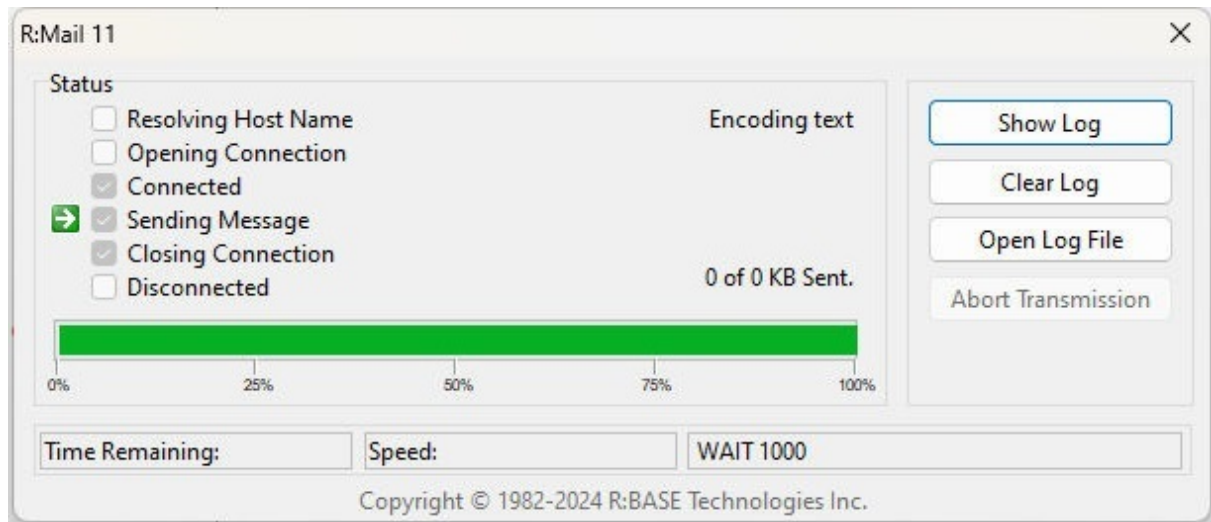 R:Mail 11
Status
Resolving Host Name
Encoding text
Opening Connection
Connected
Sending Message
Closing Connection
0 of 0 KB Sent.
Disconnected
0%
25%
50%
75%
100%
Show Log
Clear Log
Open Log File
Abort Transmission
Time Remaining:
Speed:
WAIT 1000
Copyright © 1982-2024 R:BASE Technologies Inc.